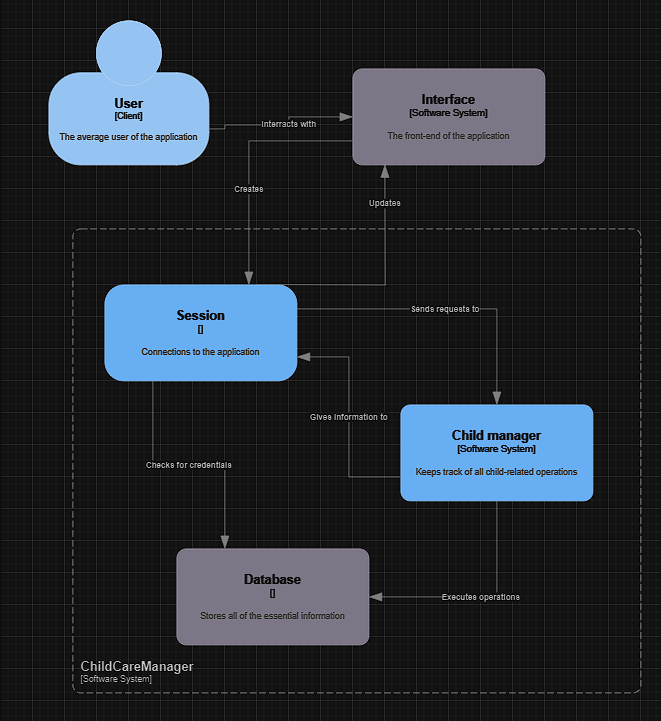 User
[Client]
The average user of the application
Interface
[Software System]
The front-end of the application
Interracts with
Creates
Updates
Session
[]
Connections to the application
Sends requests to
Gives information to
Child manager
[Software System]
Keeps track of all child-related operations
Checks for credentials
Database
[]
Stores all of the essential information
Executes operations
ChildCareManager
[Software System]